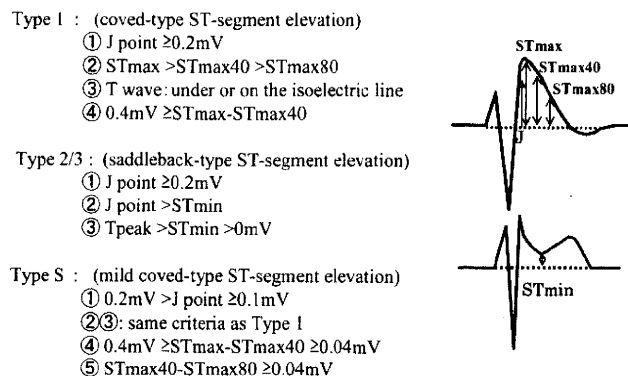 Type 1 : (coved-type ST-segment elevation)
① J point ≥0.2mV
② STmax >STmax40 >STmax80
③ T wave: under or on the isoelectric line
④ 0.4mV ≥STmax-STmax40
Type 2/3 : (saddleback-type ST-segment elevation)
① J point ≥0.2mV
② J point >STmin
③ Tpeak >STmin >0mV
Type S : (mild coved-type ST-segment elevation)
① 0.2mV >J point ≥0.1mV
②③: same criteria as Type 1
④ 0.4mV ≥STmax-STmax40 ≥0.04mV
⑤ STmax40-STmax80 ≥0.04mV
STmax
STmax40
STmax80
J
STmin